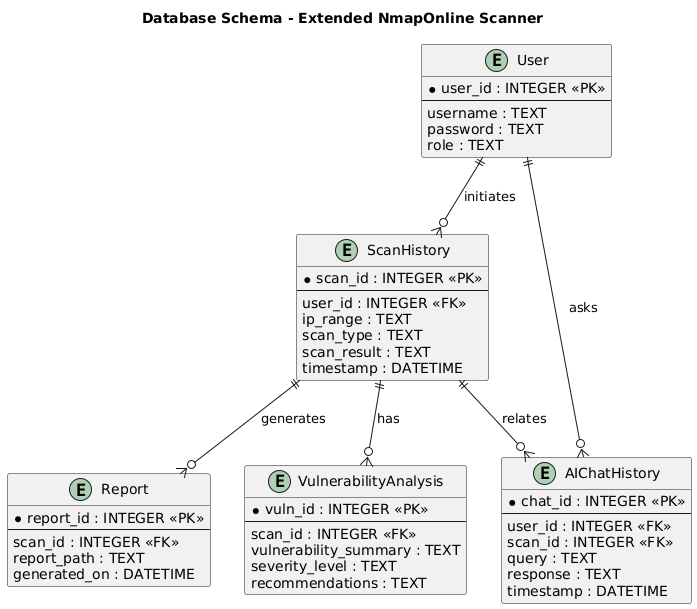 Database Schema - Extended NmapOnline Scanner
E User
* user_id : INTEGER «PK»
username : TEXT
password : TEXT
role : TEXT
initiates
asks
E ScanHistory
* scan_id : INTEGER «PK»
user_id : INTEGER «FK»
ip_range : TEXT
scan_type : TEXT
scan_result : TEXT
timestamp : DATETIME
generates
has
relates
E Report
* report_id : INTEGER «PK»
scan_id : INTEGER «FK»
report_path : TEXT
generated_on : DATETIME
E VulnerabilityAnalysis
* vuln_id : INTEGER «PK»
scan_id : INTEGER «FK»
vulnerability_summary : TEXT
severity_level : TEXT
recommendations : TEXT
E AIChatHistory
* chat_id : INTEGER «PK»
user_id : INTEGER «FK»
scan_id : INTEGER «FK»
query : TEXT
response : TEXT
timestamp : DATETIME